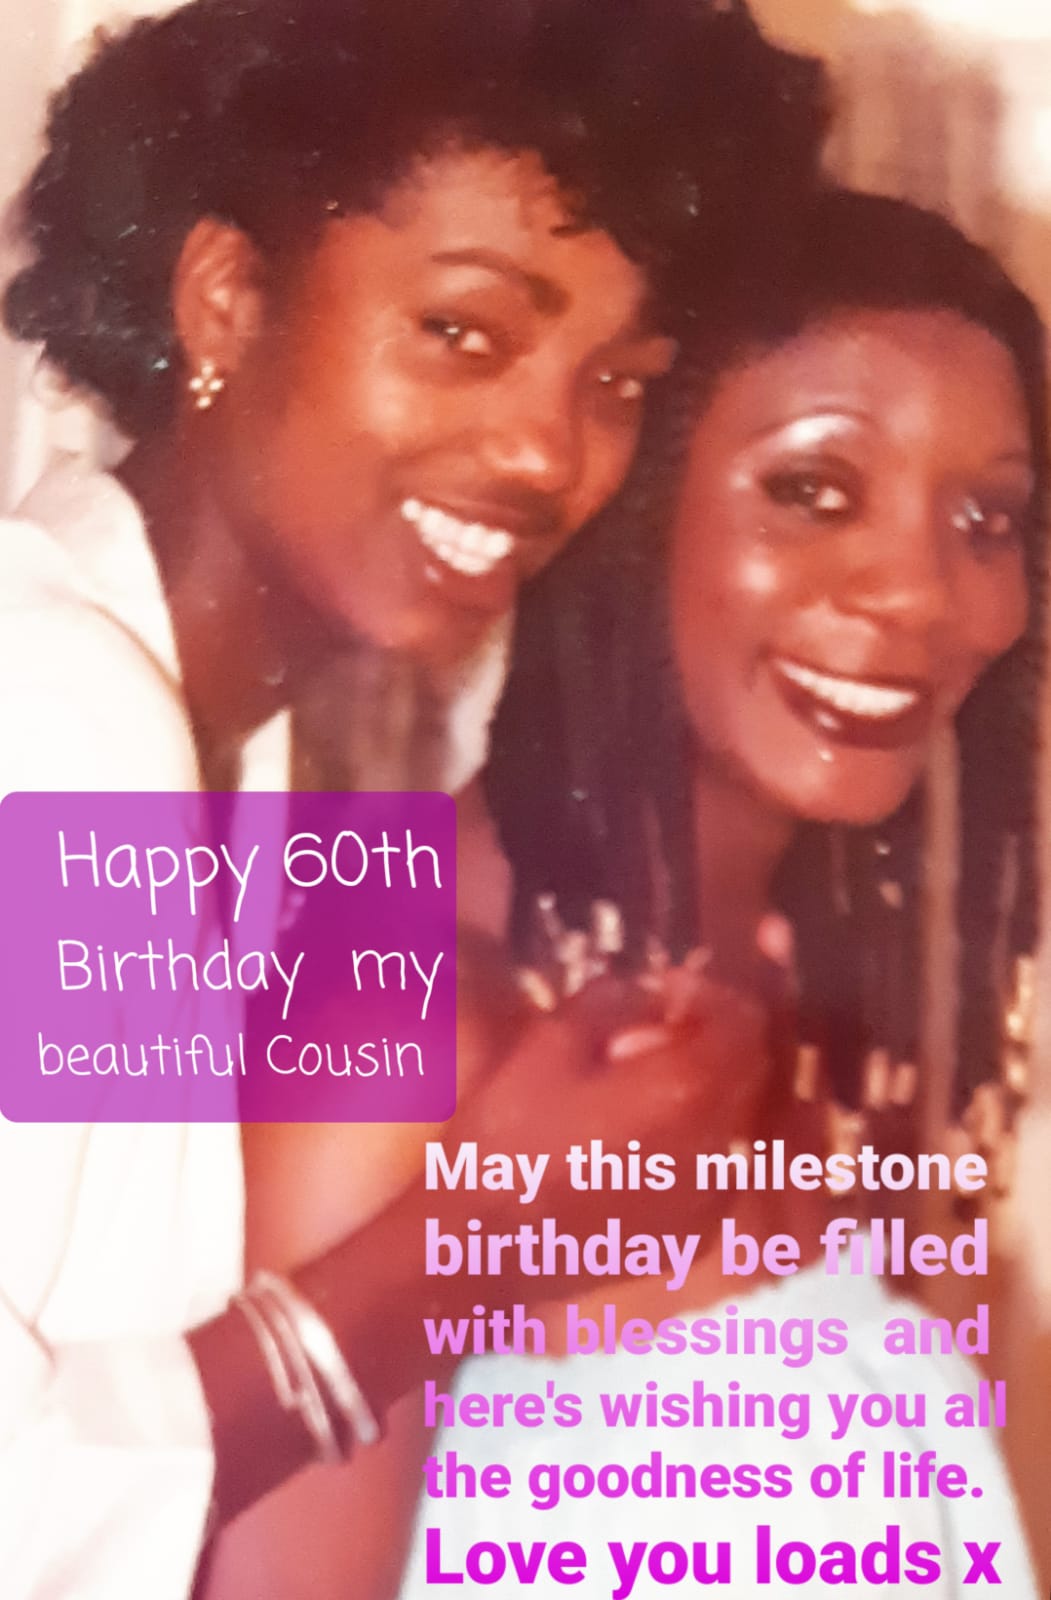 Happy 60th
Birthday my
beautiful Cousin
May this milestone
birthday be filled
with blessings and
here's wishing you all
the goodness of life.
Love you loads x